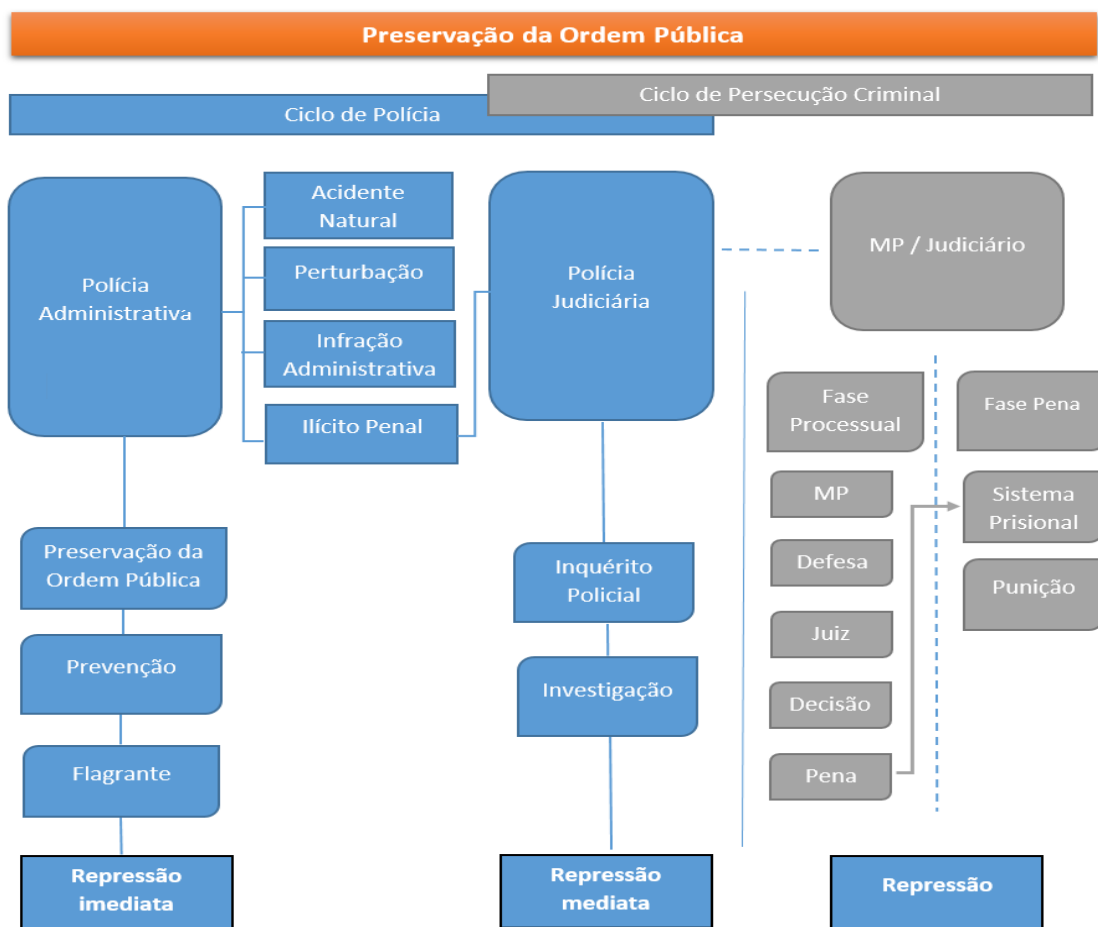 Preservação da Ordem Pública
Ciclo de Persecução Criminal
Ciclo de Polícia
Polícia
Administrativa
Acidente
Natural
Perturbação
Infração
Administrativa
Ilícito Penal
Polícia
Judiciária
MP / Judiciário
Preservação da
Ordem Pública
Prevenção
Flagrante
Repressão
imediata
Inquérito
Policial
Investigação
Repressão
mediata
Fase
Processual
MP
Defesa
Juiz
Decisão
Pena
Fase Pena
Sistema
Prisional
Punição
Repressão